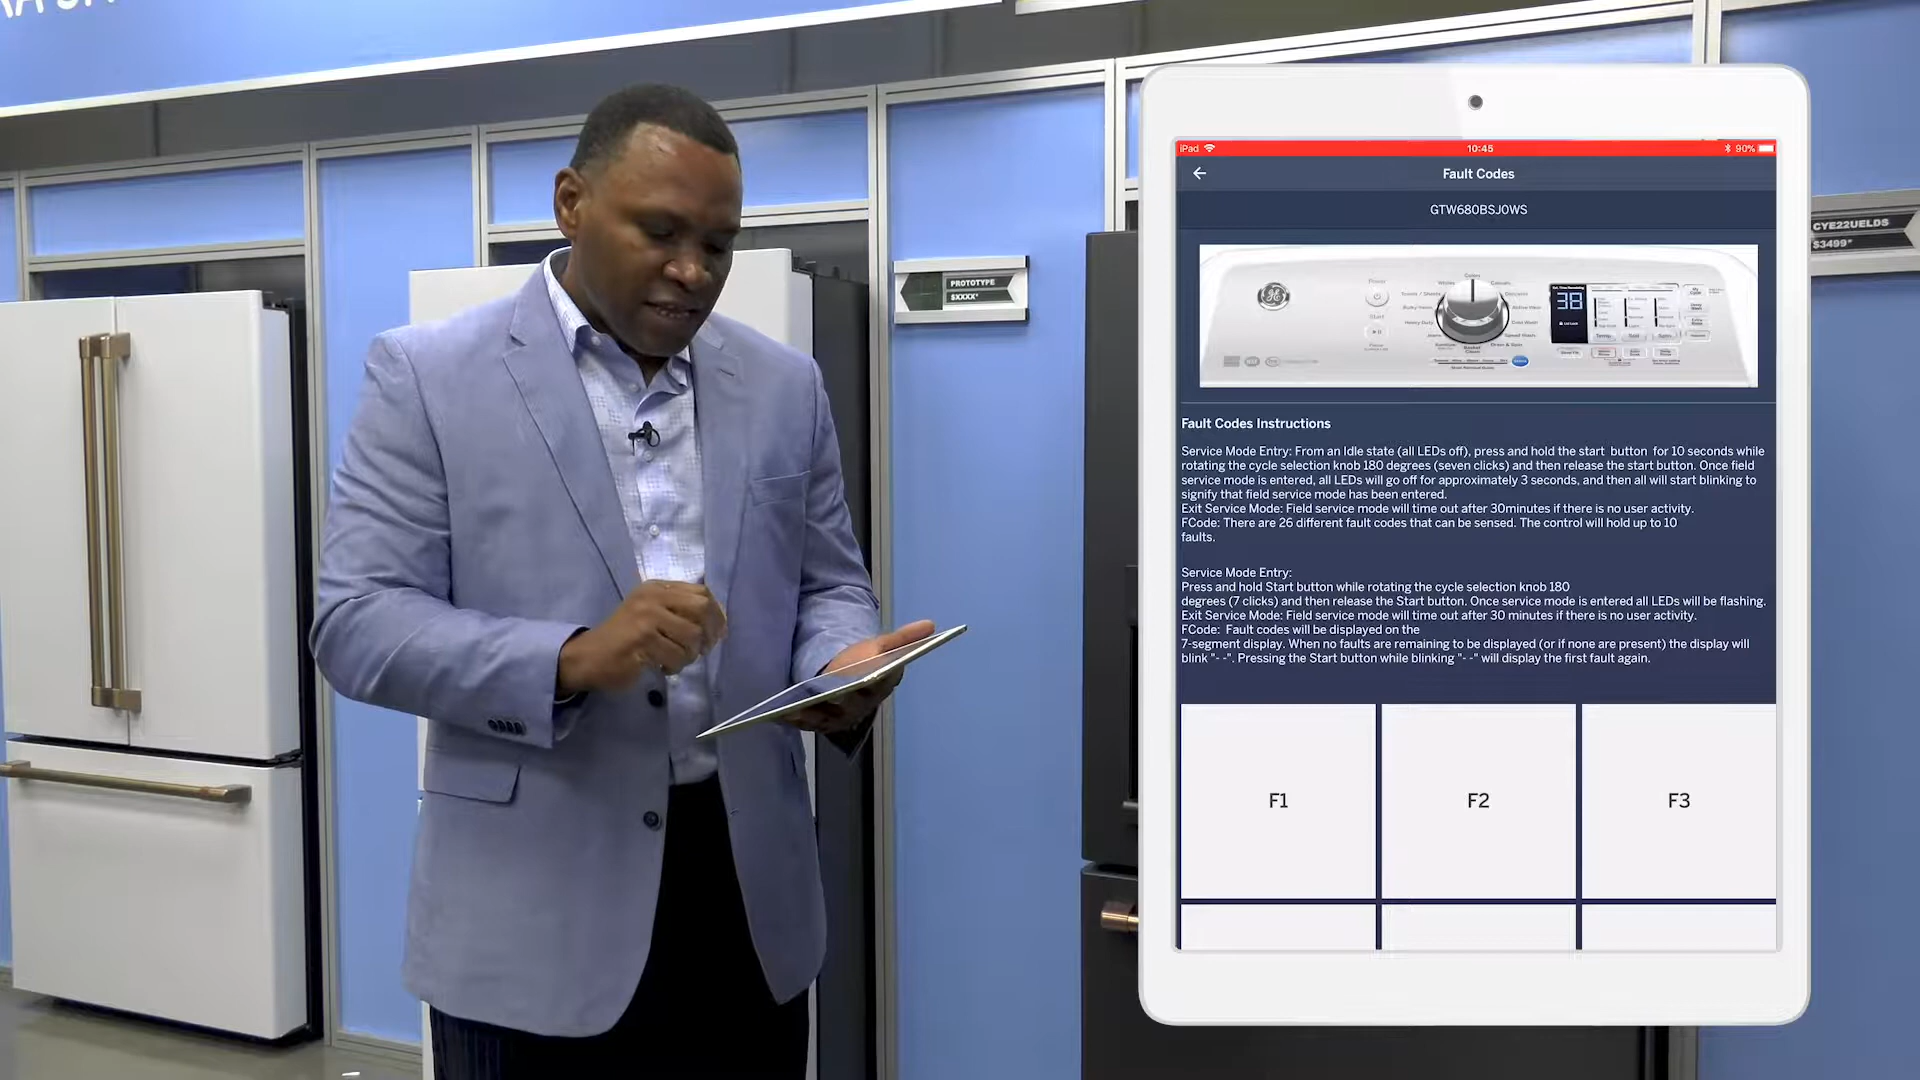 PROTOTYPE
$XXXX*
CYE22UELDS
$3499*
iPad
10:45
90%
Fault Codes
GTW680BSJ0WS
38
Fault Codes Instructions
Service Mode Entry: From an Idle state (all LEDs off), press and hold the start button for 10 seconds while
rotating the cycle selection knob 180 degrees (seven clicks) and then release the start button. Once field
service mode is entered, all LEDs will go off for approximately 3 seconds, and then all will start blinking to
signify that field service mode has been entered.
Exit Service Mode: Field service mode will time out after 30minutes if there is no user activity.
FCode: There are 26 different fault codes that can be sensed. The control will hold up to 10
faults.
Service Mode Entry:
Press and hold Start button while rotating the cycle selection knob 180
degrees (7 clicks) and then release the Start button. Once service mode is entered all LEDs will be flashing.
Exit Service Mode: Field service mode will time out after 30 minutes if there is no user activity.
FCode: Fault codes will be displayed on the
7-segment display. When no faults are remaining to be displayed (or if none are present) the display will
blink "- -". Pressing the Start button while blinking "- -" will display the first fault again.
F1
F2
F3